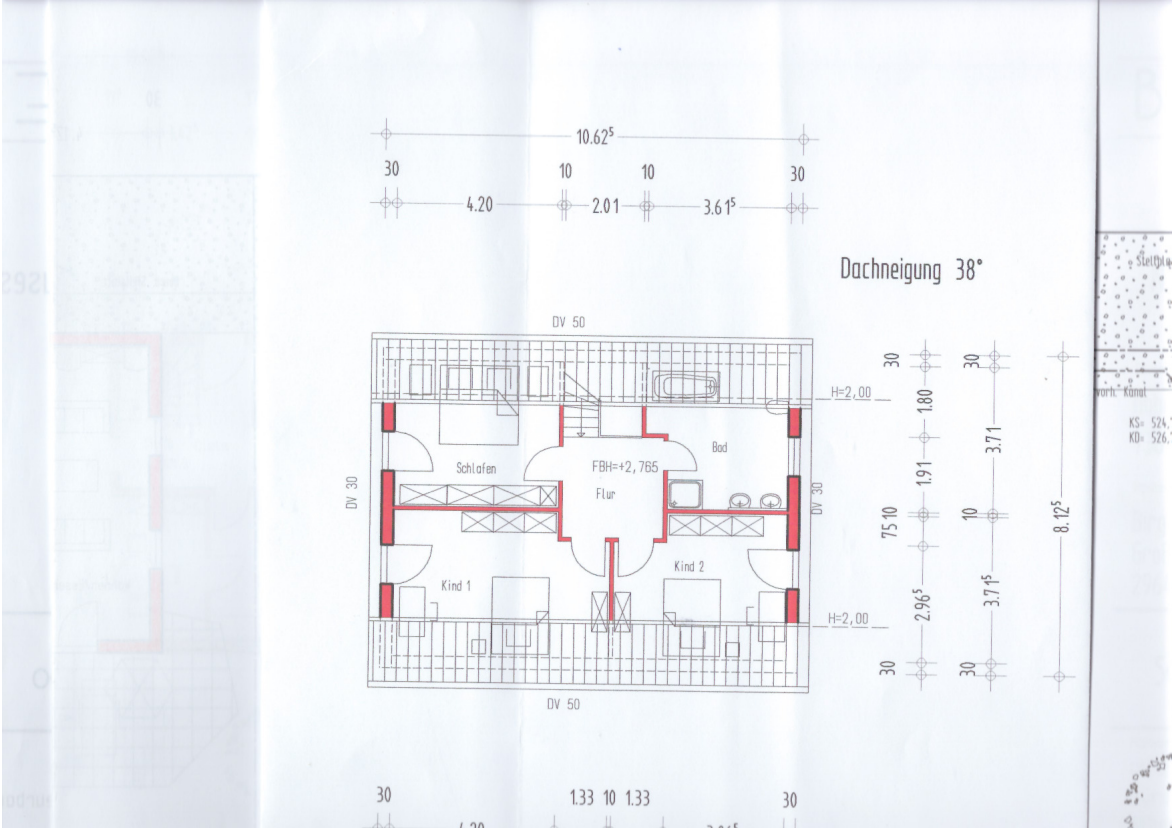 10.62⁵
30 10 10 30
4.20 2.01 3.61⁵
Dachneigung 38°
Stellpl
DV 50
30 30
H=2,00
vorh. Kanal
1.80
KS= 524,
KD= 526,
3.71
Bad
Schlafen
FBH=+2,765
1.91
DV 30
Flur
DV 30
10
10
8.12⁵
75
Kind 2
Kind 1
3.71⁵
2.96⁵
H=2,00
30 30
DV 50
30 1.33 10 1.33 30
4.20